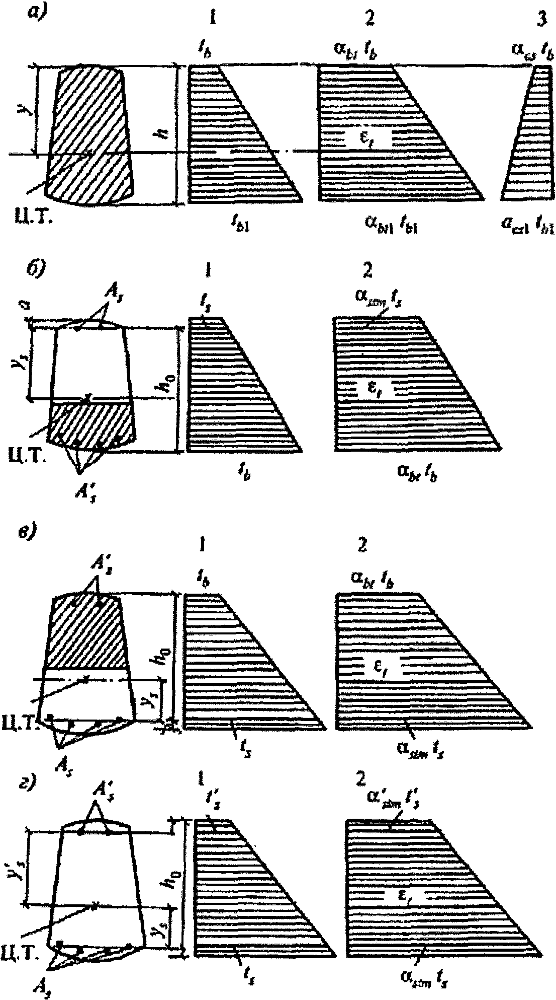 а)
1 2 3
t_b α_bt t_b α_cs t_b
y
h
ε_t
Ц.Т.
t_b1 α_bt1 t_b1 a_cs1 t_b1
б)
1 2
A_s
t_s α_stm t_s
a
y_s
h_0
ε_t
Ц.Т.
t_b α_bt t_b
A'_s
в)
1 2
A'_s
t_b α_bt t_b
h_0
ε_t
y_s
Ц.Т.
t_s α_stm t_s
A_s
г)
1 2
A'_s
t'_s α'_stm t'_s
y'_s
h_0
ε_t
y_s
Ц.Т.
t_s α_stm t_s
A_s